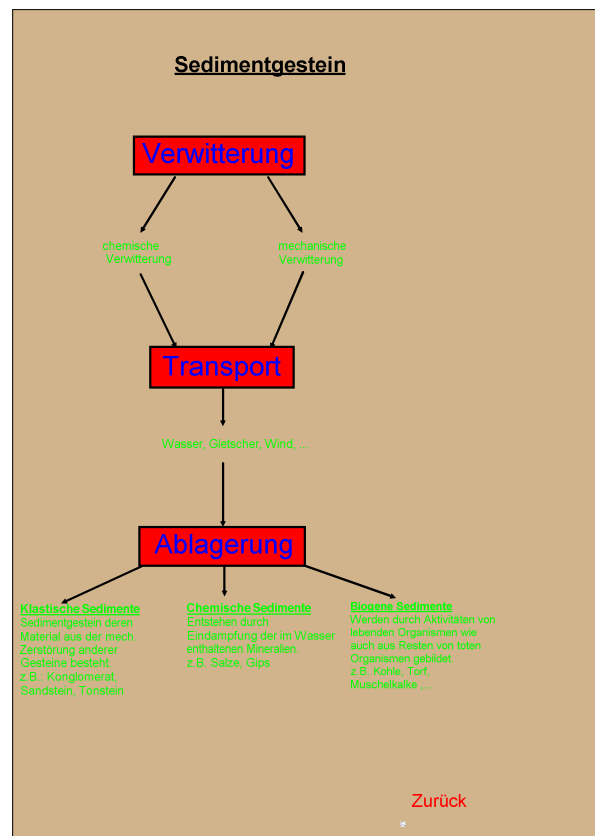 Sedimentgestein
Verwitterung
chemische
Verwitterung
mechanische
Verwitterung
Transport
Wasser, Gletscher, Wind, ...
Ablagerung
Klastische Sedimente
Sedimentgestein deren
Material aus der mech.
Zerstörung anderer
Gesteine besteht.
z.B.: Konglomerat,
Sandstein, Tonstein
Chemische Sedimente
Entstehen durch
Eindampfung der im Wasser
enthaltenen Mineralien.
z.B. Salze, Gips
Biogene Sedimente
Werden durch Aktivitäten von
lebenden Organismen wie
auch aus Resten von toten
Organismen gebildet.
z.B. Kohle, Torf,
Muschelkalke ,...
Zurück